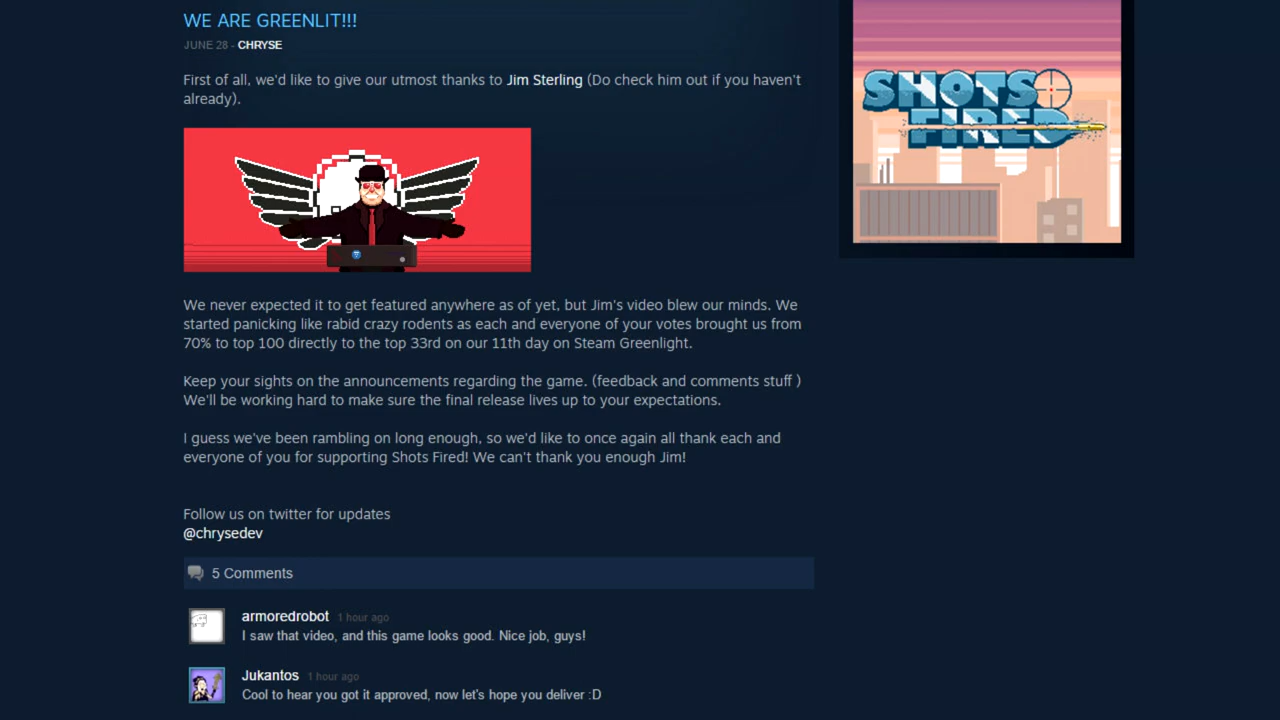 WE ARE GREENLIT!!!
JUNE 28 - CHRYSE
First of all, we'd like to give our utmost thanks to Jim Sterling (Do check him out if you haven't
already).
We never expected it to get featured anywhere as of yet, but Jim's video blew our minds. We
started panicking like rabid crazy rodents as each and everyone of your votes brought us from
70% to top 100 directly to the top 33rd on our 11th day on Steam Greenlight.
Keep your sights on the announcements regarding the game. (feedback and comments stuff )
We'll be working hard to make sure the final release lives up to your expectations.
I guess we've been rambling on long enough, so we'd like to once again all thank each and
everyone of you for supporting Shots Fired! We can't thank you enough Jim!
Follow us on twitter for updates
@chrysedev
5 Comments
armoredrobot 1 hour ago
I saw that video, and this game looks good. Nice job, guys!
Jukantos 1 hour ago
Cool to hear you got it approved, now let's hope you deliver :D
SHOTS
FIRED